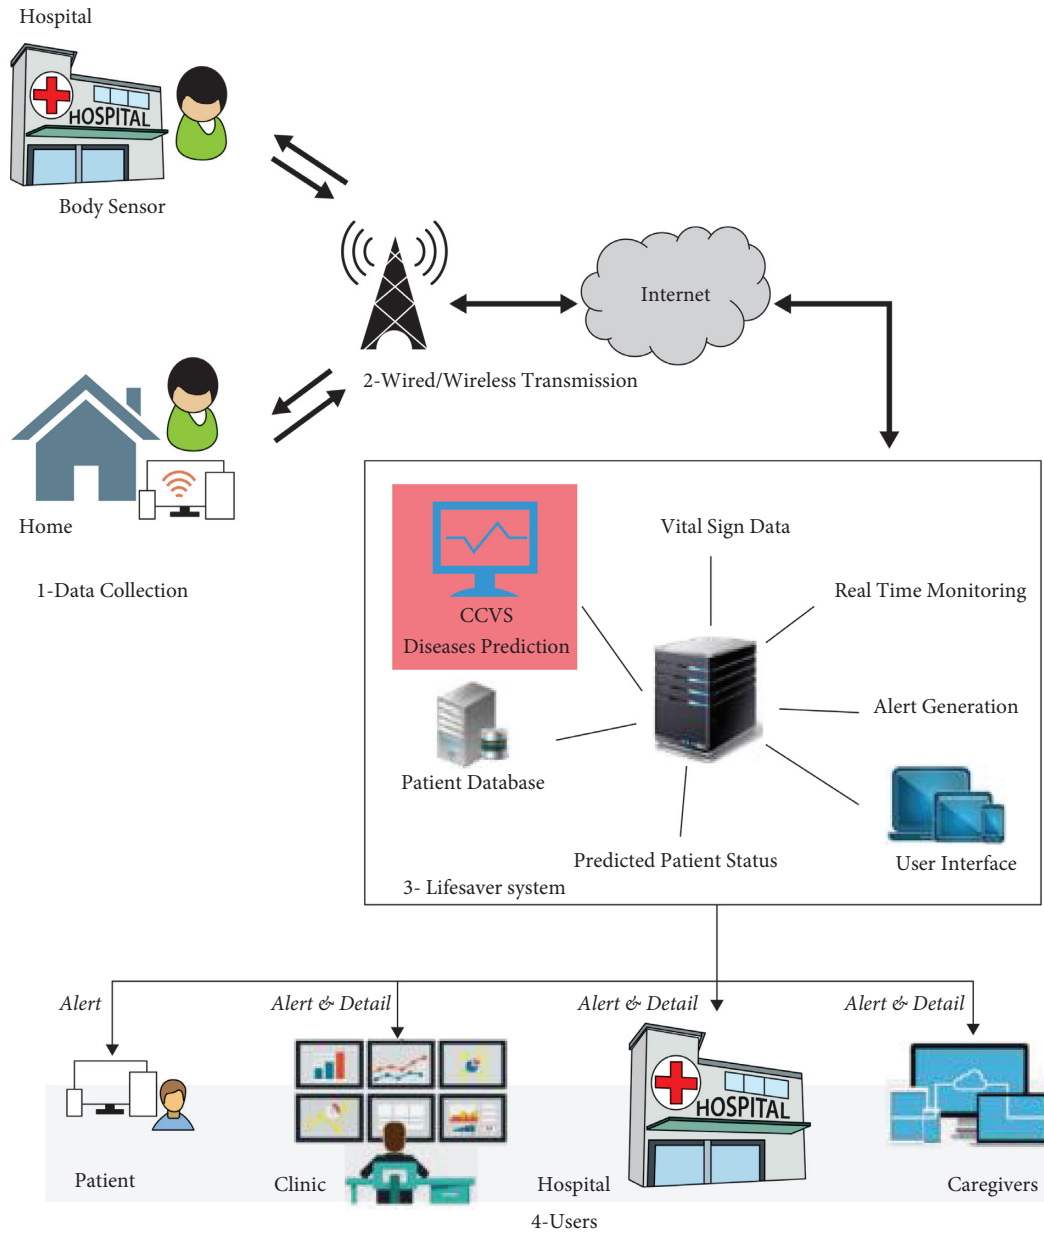 Hospital
HOSPITAL
Body Sensor
Internet
2-Wired/Wireless Transmission
Home
1-Data Collection
CCVS
Diseases Prediction
Vital Sign Data
Real Time Monitoring
Alert Generation
Patient Database
User Interface
Predicted Patient Status
3- Lifesaver system
Alert
Alert & Detail
Alert & Detail
Alert & Detail
HOSPITAL
Patient
Clinic
Hospital
Caregivers
4-Users